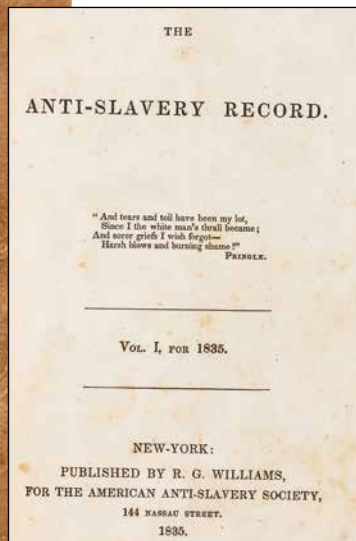 THE
ANTI-SLAVERY RECORD.
"And tears and toil have been my lot,
Since I the white man's thrall became;
And sorer griefs I wish forgot—
Harsh blows and burning shame!"
PRINGLE.
VOL. I, FOR 1835.
NEW-YORK:
PUBLISHED BY R. G. WILLIAMS,
FOR THE AMERICAN ANTI-SLAVERY SOCIETY,
144 NASSAU STREET.
1835.